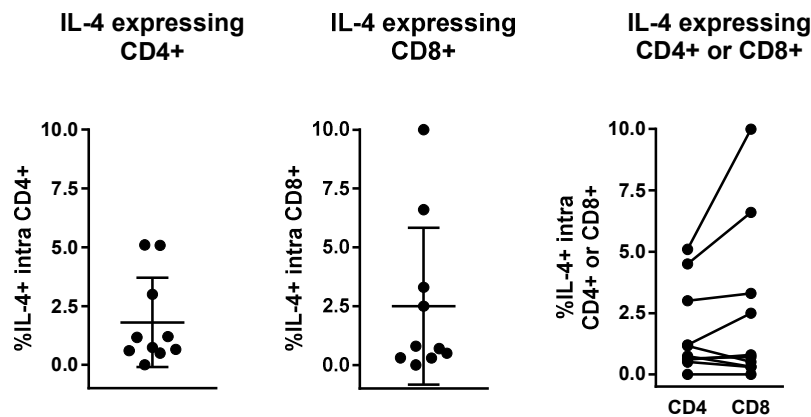 IL-4 expressing
CD4+
%IL-4+ intra CD4+
10.0
7.5
5.0
2.5
0.0
IL-4 expressing
CD8+
%IL-4+ intra CD8+
10.0
7.5
5.0
2.5
0.0
IL-4 expressing
CD4+ or CD8+
%IL-4+ intra
CD4+ or CD8+
10.0
7.5
5.0
2.5
0.0
CD4 CD8